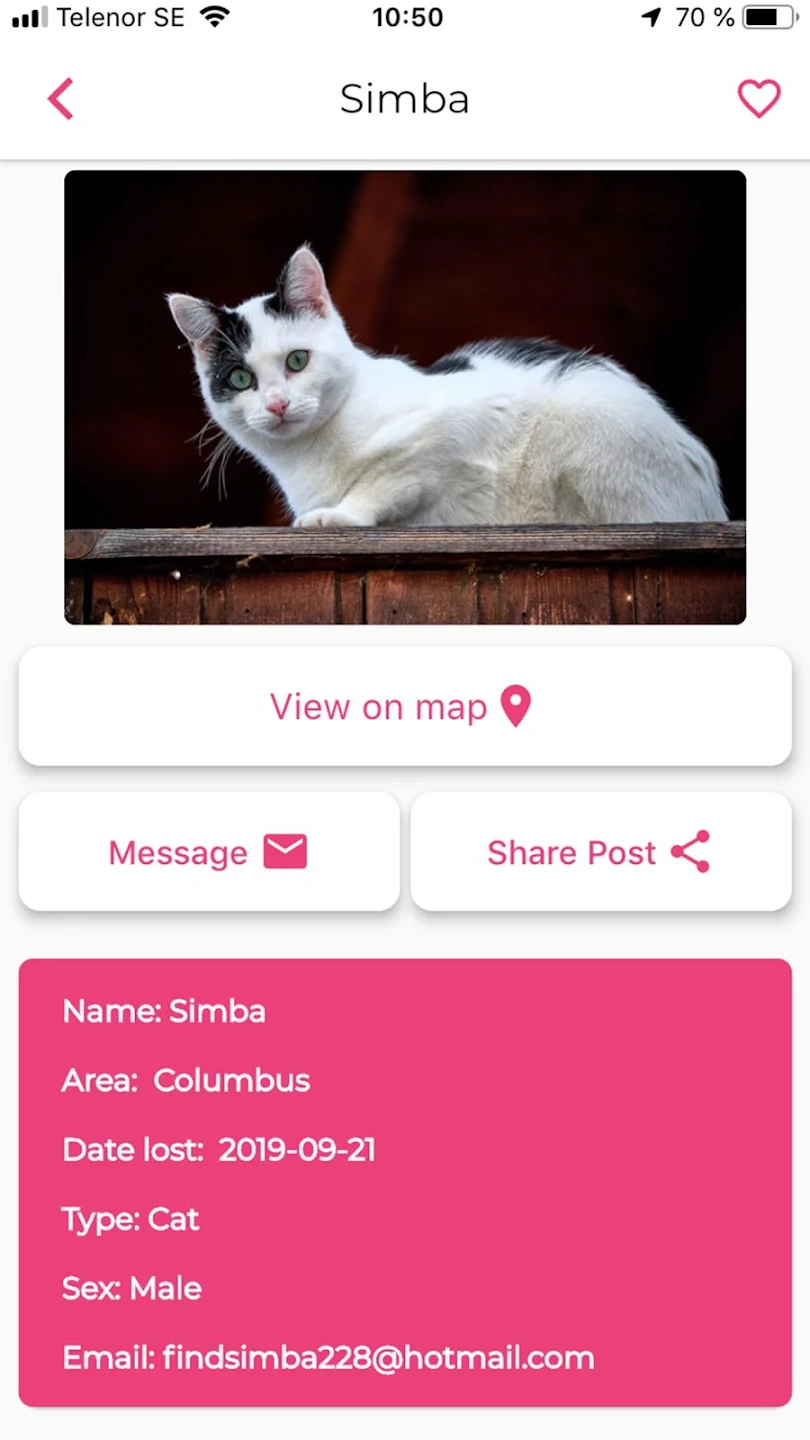 Telenor SE 10:50 70 %
Simba
View on map
Message
Share Post
Name: Simba
Area: Columbus
Date lost: 2019-09-21
Type: Cat
Sex: Male
Email: findsimba228@hotmail.com